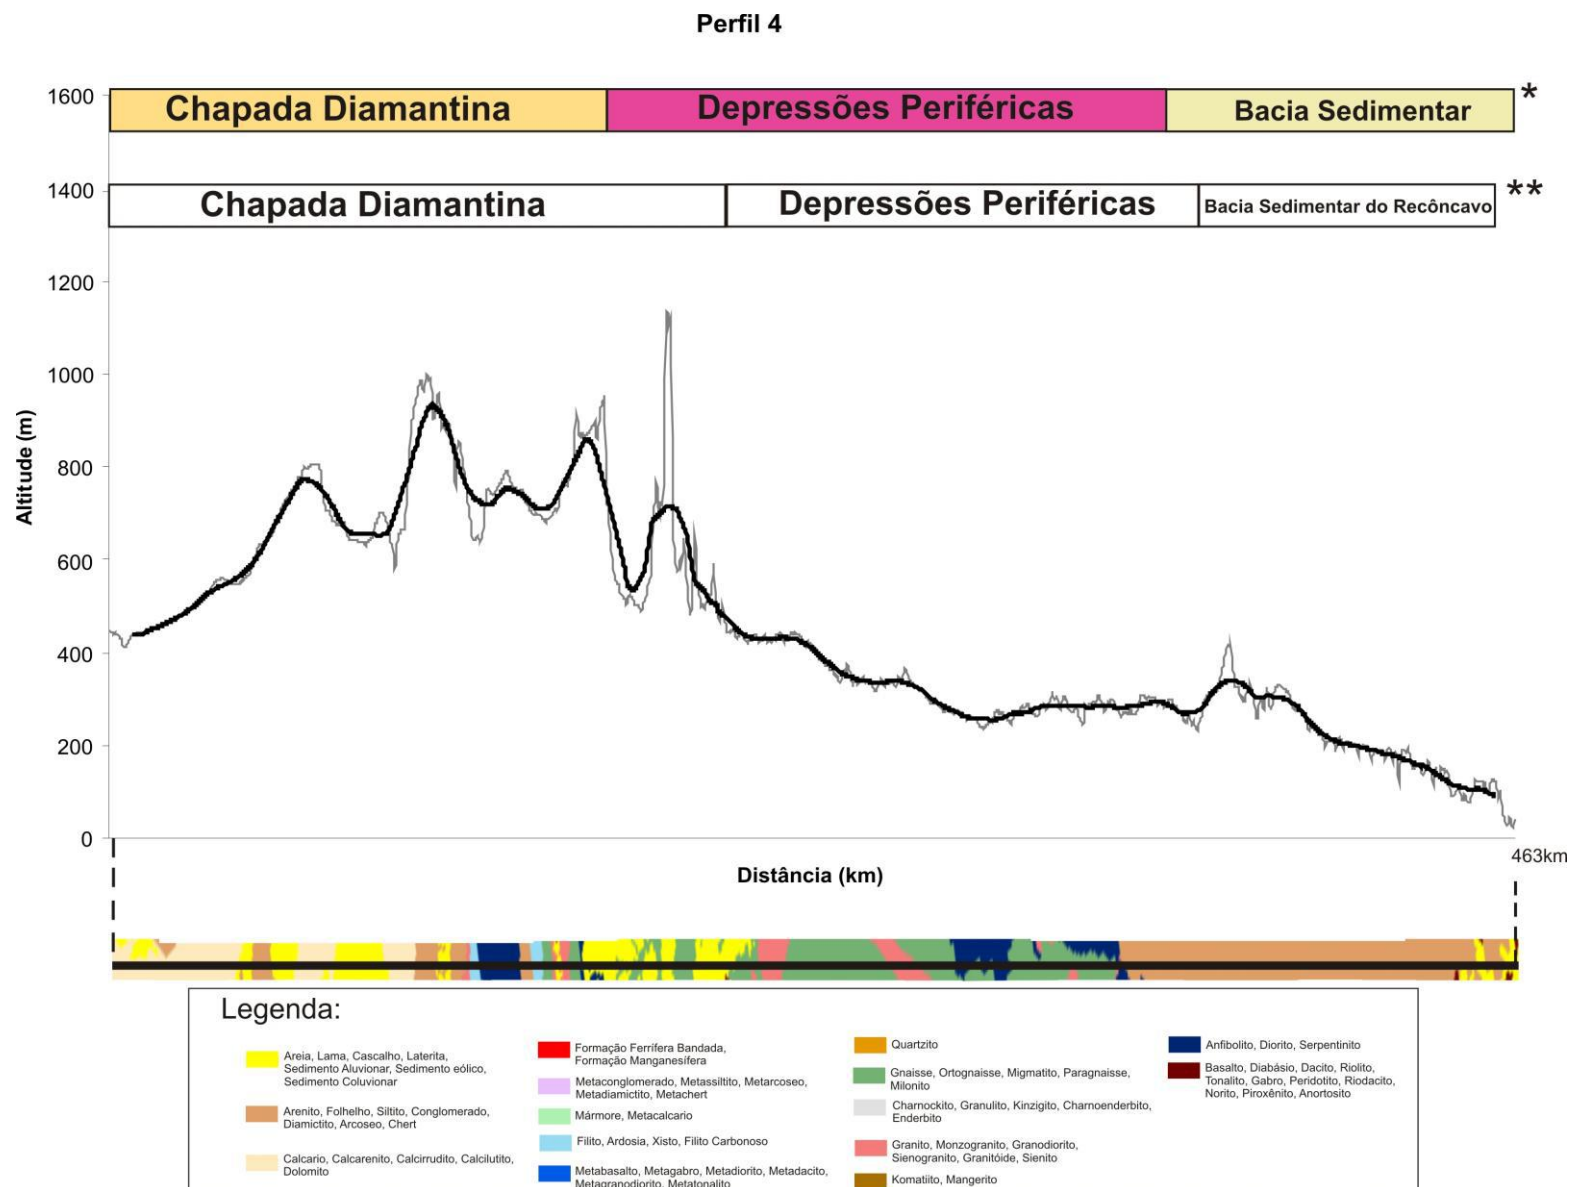 Perfil 4
1600
Chapada Diamantina
Depressões Periféricas
Bacia Sedimentar
*
1400
Chapada Diamantina
Depressões Periféricas
Bacia Sedimentar do Recôncavo
**
1200
1000
800
600
400
200
0
Altitude (m)
463km
Distância (km)
Legenda:
Areia, Lama, Cascalho, Laterita,
Sedimento Aluvionar, Sedimento eólico,
Sedimento Coluvionar
Arenito, Folhelho, Siltito, Conglomerado,
Diamictito, Arcoseo, Chert
Calcario, Calcarenito, Calcirrudito, Calcilutito,
Dolomito
Formação Ferrífera Bandada,
Formação Manganesífera
Metaconglomerado, Metassíltito, Metarcoseo,
Metadiamictito, Metachert
Mármore, Metacalcario
Filito, Ardosia, Xisto, Filito Carbonoso
Metabasalto, Metagabro, Metadiorito, Metadacito,
Metagranodiorito, Metatonalito
Quartzito
Gnaisse, Ortognaisse, Migmatito, Paragnaisse,
Milonito
Charnockito, Granulito, Kinzigito, Charnoenderbito,
Enderbito
Granito, Monzogranito, Granodiorito,
Sienogranito, Granitóide, Sienito
Komatiito, Mangerito
Anfibolito, Diorito, Serpentinito
Basalto, Diabásio, Dacito, Riolito,
Tonalito, Gabro, Peridotito, Riodacito,
Norito, Piroxênito, Anortosito